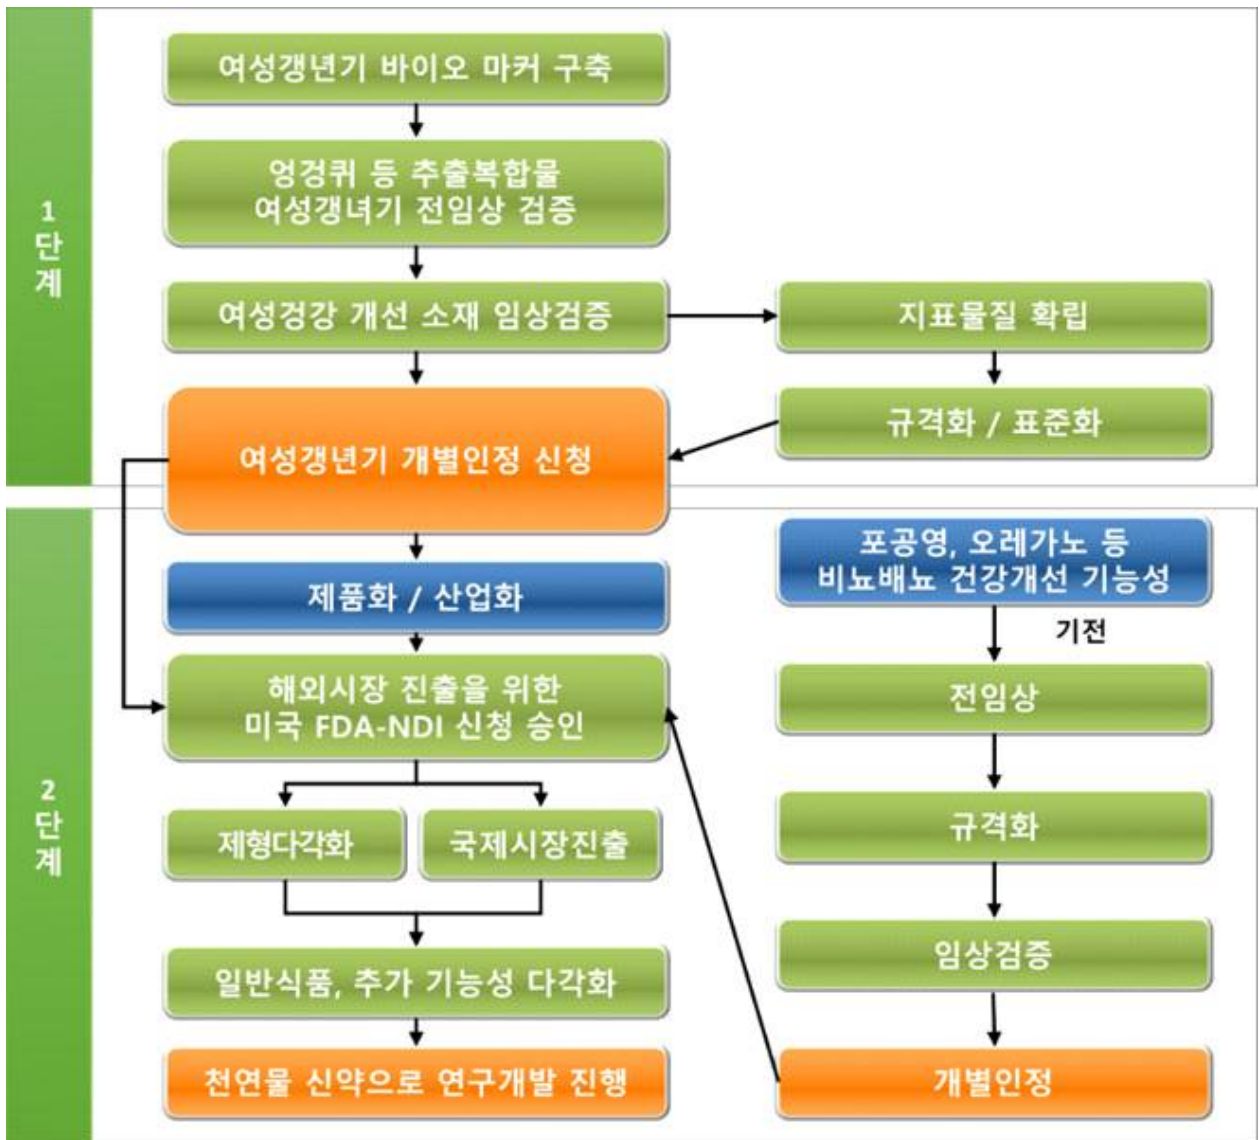 1
단
계
여성갱년기 바이오 마커 구축
엉겅퀴 등 추출복합물
여성갱녀기 전임상 검증
여성겅강 개선 소재 임상검증
지표물질 확립
규격화 / 표준화
여성갱년기 개별인정 신청
2
단
계
제품화 / 산업화
해외시장 진출을 위한
미국 FDA-NDI 신청 승인
제형다각화
국제시장진출
일반식품, 추가 기능성 다각화
천연물 신약으로 연구개발 진행
포공영, 오레가노 등
비뇨배뇨 건강개선 기능성
기전
전임상
규격화
임상검증
개별인정